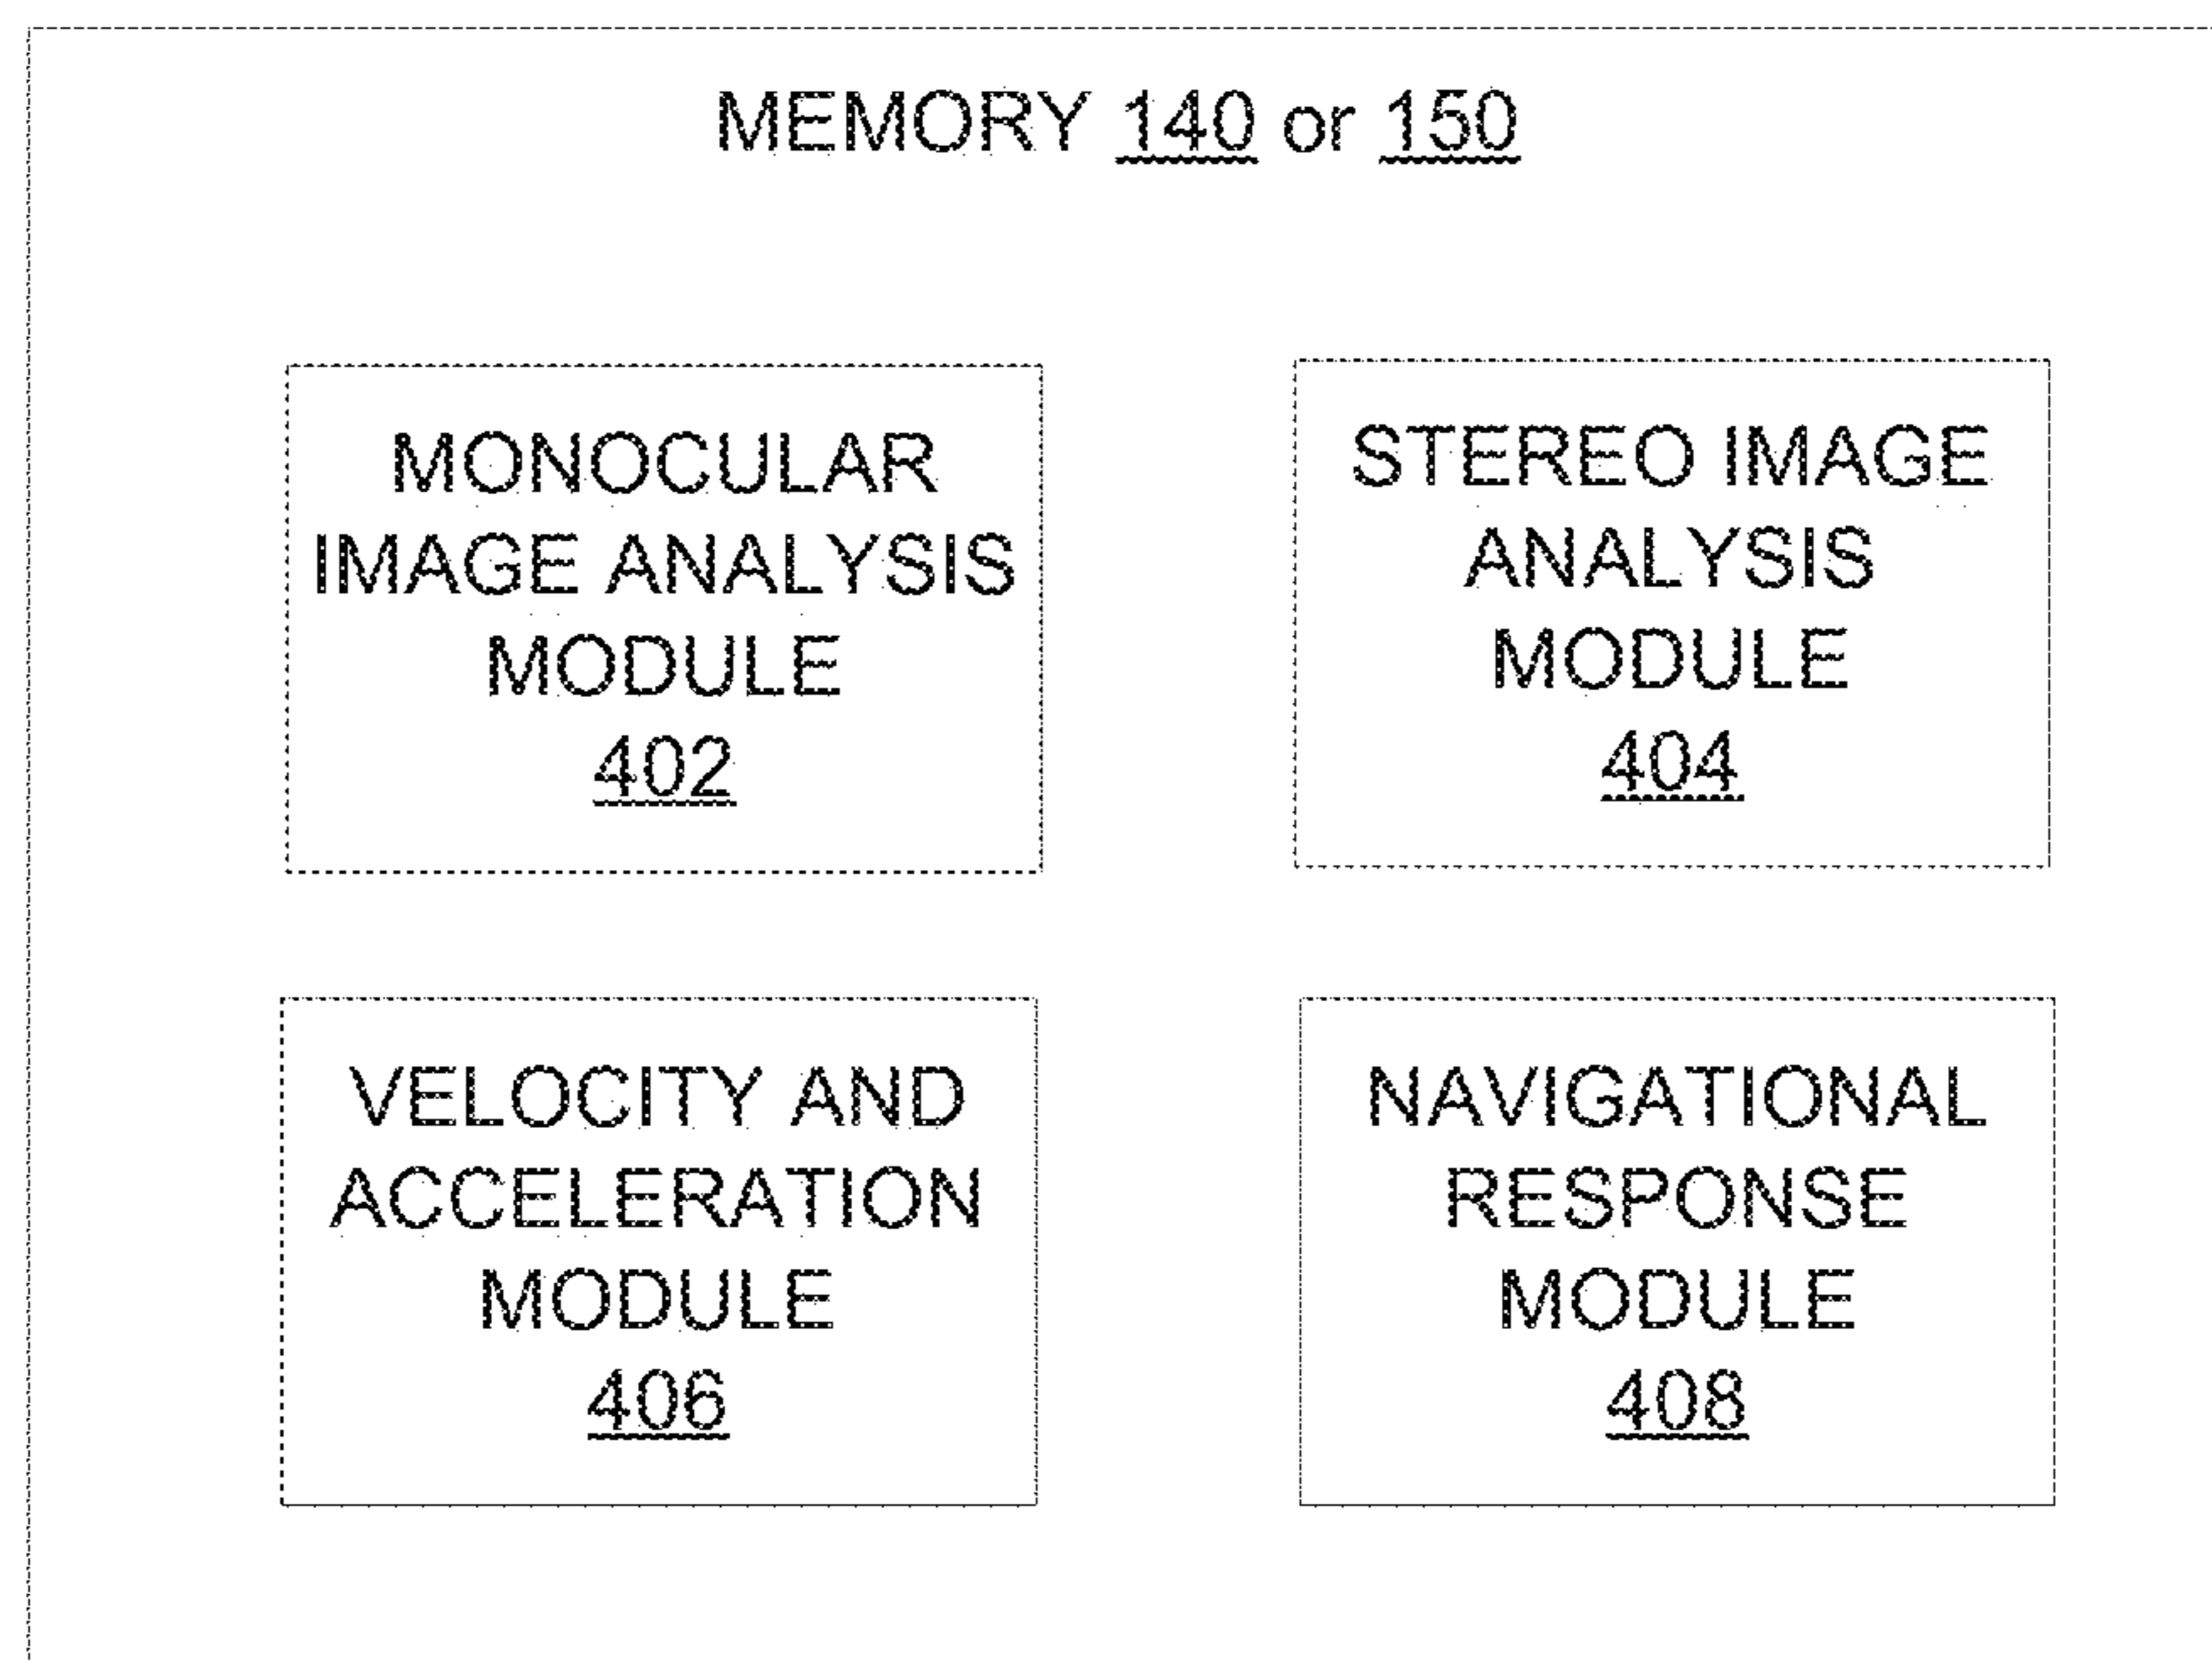 MEMORY 140 or 150
MONOCULAR
IMAGE ANALYSIS
MODULE
402
STEREO IMAGE
ANALYSIS
MODULE
404
VELOCITY AND
ACCELERATION
MODULE
406
NAVIGATIONAL
RESPONSE
MODULE
408